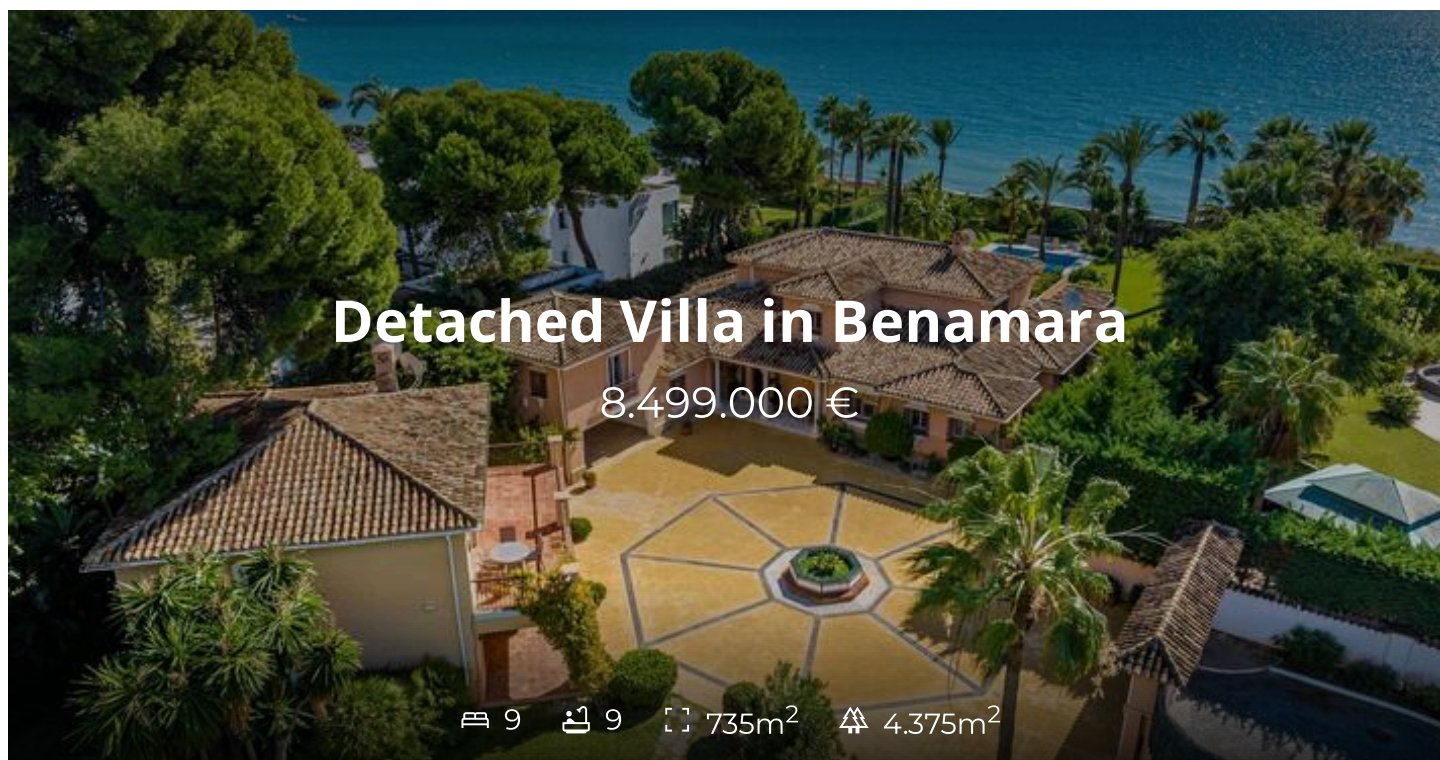 Detached Villa in Benamara
8.499.000 €
9 9 735m² 4.375m²